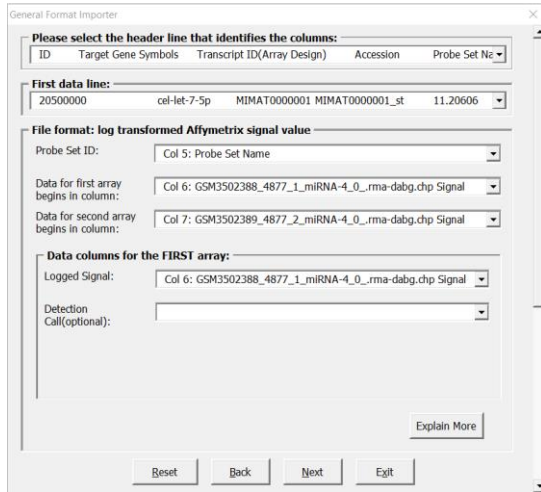 General Format Importer
Please select the header line that identifies the columns:
ID Target Gene Symbols Transcript ID(Array Design) Accession Probe Set Na
First data line:
20500000 cel-let-7-5p MIMAT0000001 MIMAT0000001_st 11.20606
File format: log transformed Affymetrix signal value
Probe Set ID: Col 5: Probe Set Name
Data for first array
begins in column: Col 6: GSM3502388_4877_1_miRNA-4_0_.rma-dabg.chp Signal
Data for second array
begins in column: Col 7: GSM3502389_4877_2_miRNA-4_0_.rma-dabg.chp Signal
Data columns for the FIRST array:
Logged Signal: Col 6: GSM3502388_4877_1_miRNA-4_0_.rma-dabg.chp Signal
Detection
Call(optional):
Explain More
Reset Back Next Exit